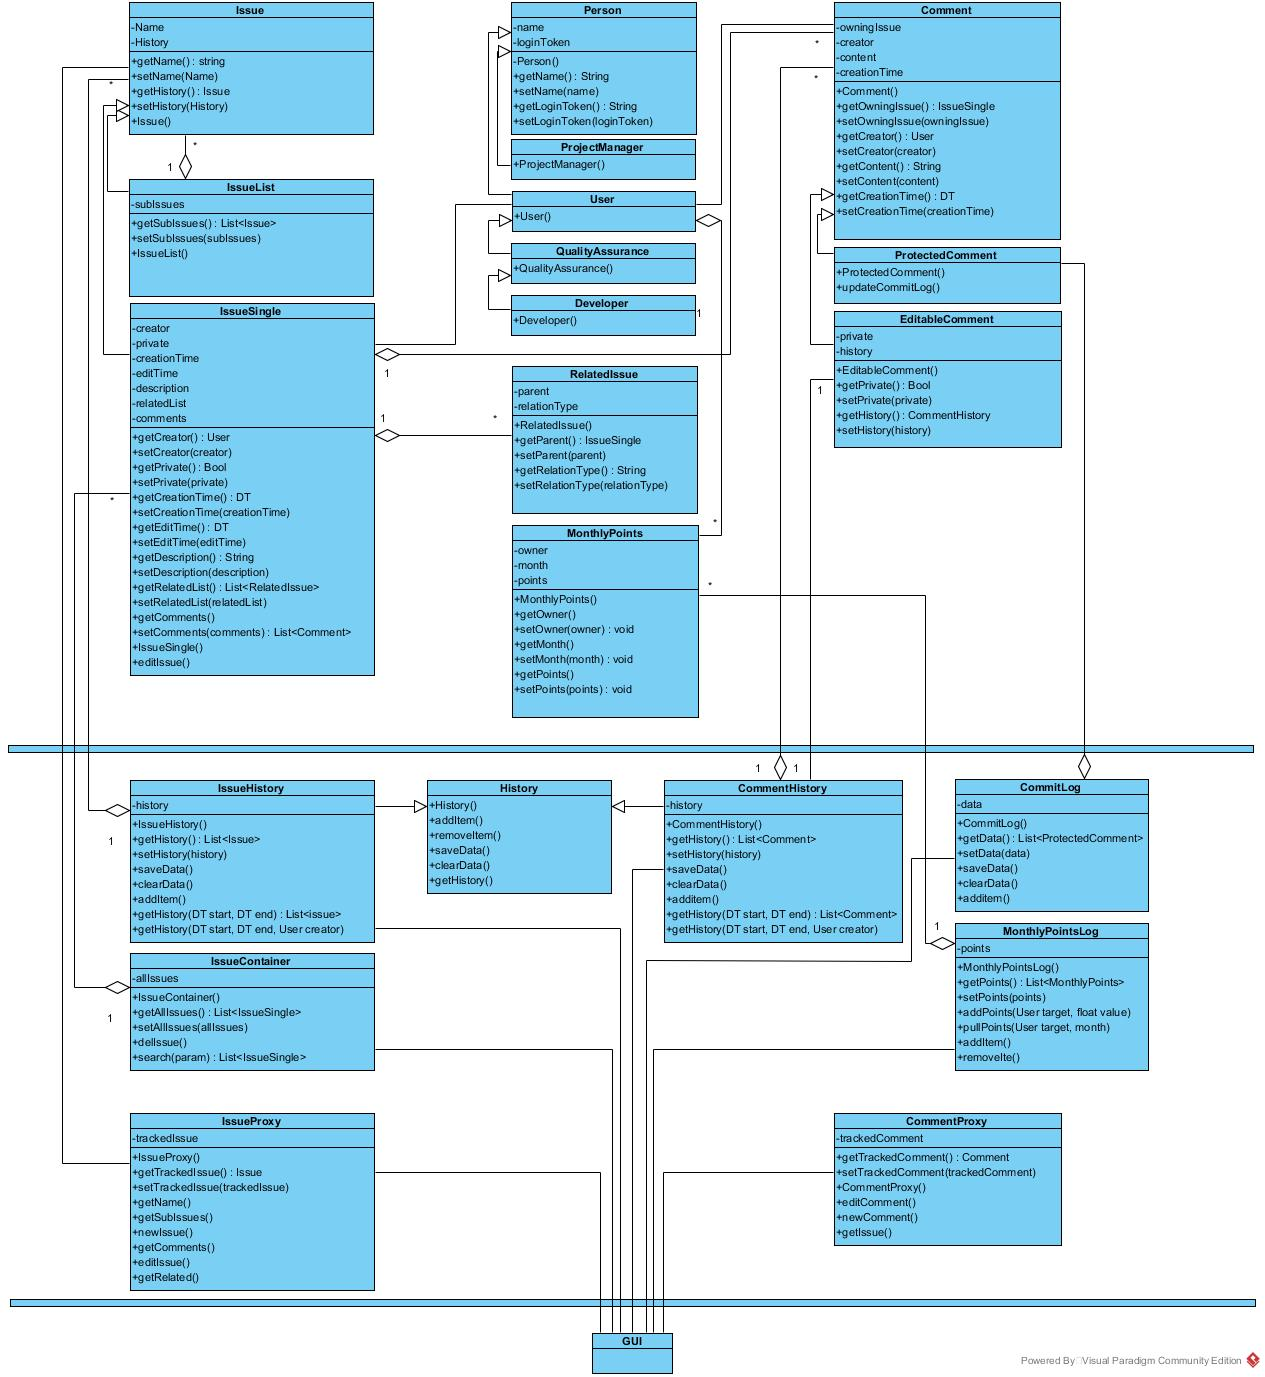 Issue
-Name
-History
+getName() : string
+setName(Name)
+getHistory() : Issue
+setHistory(History)
+Issue()
*
*
1
IssueList
-subIssues
+getSubIssues() : List<Issue>
+setSubIssues(subIssues)
+IssueList()
IssueSingle
-creator
-private
-creationTime
-editTime
-description
-relatedList
-comments
+getCreator() : User
+setCreator(creator)
+getPrivate() : Bool
+setPrivate(private)
+getCreationTime() : DT
+setCreationTime(creationTime)
+getEditTime() : DT
+setEditTime(editTime)
+getDescription() : String
+setDescription(description)
+getRelatedList() : List<RelatedIssue>
+setRelatedList(relatedList)
+getComments()
+setComments(comments) : List<Comment>
+IssueSingle()
+editIssue()
*
1
1
*
Person
-name
-loginToken
-Person()
+getName() : String
+setName(name)
+getLoginToken() : String
+setLoginToken(loginToken)
ProjectManager
+ProjectManager()
User
+User()
QualityAssurance
+QualityAssurance()
Developer
+Developer()
1
RelatedIssue
-parent
-relationType
+RelatedIssue()
+getParent() : IssueSingle
+setParent(parent)
+getRelationType() : String
+setRelationType(relationType)
*
MonthlyPoints
-owner
-month
-points
+MonthlyPoints()
+getOwner()
+setOwner(owner) : void
+getMonth()
+setMonth(month) : void
+getPoints()
+setPoints(points) : void
*
Comment
-owningIssue
-creator
-content
-creationTime
+Comment()
+getOwningIssue() : IssueSingle
+setOwningIssue(owningIssue)
+getCreator() : User
+setCreator(creator)
+getContent() : String
+setContent(content)
+getCreationTime() : DT
+setCreationTime(creationTime)
*
*
ProtectedComment
+ProtectedComment()
+updateCommitLog()
EditableComment
-private
-history
+EditableComment()
+getPrivate() : Bool
+setPrivate(private)
+getHistory() : CommentHistory
+setHistory(history)
1
1
1
IssueHistory
-history
+IssueHistory()
+getHistory() : List<Issue>
+setHistory(history)
+saveData()
+clearData()
+addItem()
+getHistory(DT start, DT end) : List<issue>
+getHistory(DT start, DT end, User creator)
1
History
+History()
+addItem()
+removeItem()
+saveData()
+clearData()
+getHistory()
CommentHistory
-history
+CommentHistory()
+getHistory() : List<Comment>
+setHistory(history)
+saveData()
+clearData()
+additem()
+getHistory(DT start, DT end) : List<Comment>
+getHistory(DT start, DT end, User creator)
CommitLog
-data
+CommitLog()
+getData() : List<ProtectedComment>
+setData(data)
+saveData()
+clearData()
+additem()
1
MonthlyPointsLog
-points
+MonthlyPointsLog()
+getPoints() : List<MonthlyPoints>
+setPoints(points)
+addPoints(User target, float value)
+pullPoints(User target, month)
+addItem()
+removeIte()
IssueContainer
-allIssues
+IssueContainer()
+getAllIssues() : List<IssueSingle>
+setAllIssues(allIssues)
+delIssue()
+search(param) : List<IssueSingle>
1
IssueProxy
-trackedIssue
+IssueProxy()
+getTrackedIssue() : Issue
+setTrackedIssue(trackedIssue)
+getName()
+getSubIssues()
+newIssue()
+getComments()
+editIssue()
+getRelated()
CommentProxy
-trackedComment
+getTrackedComment() : Comment
+setTrackedComment(trackedComment)
+CommentProxy()
+editComment()
+newComment()
+getIssue()
GUI
Powered By Visual Paradigm Community Edition